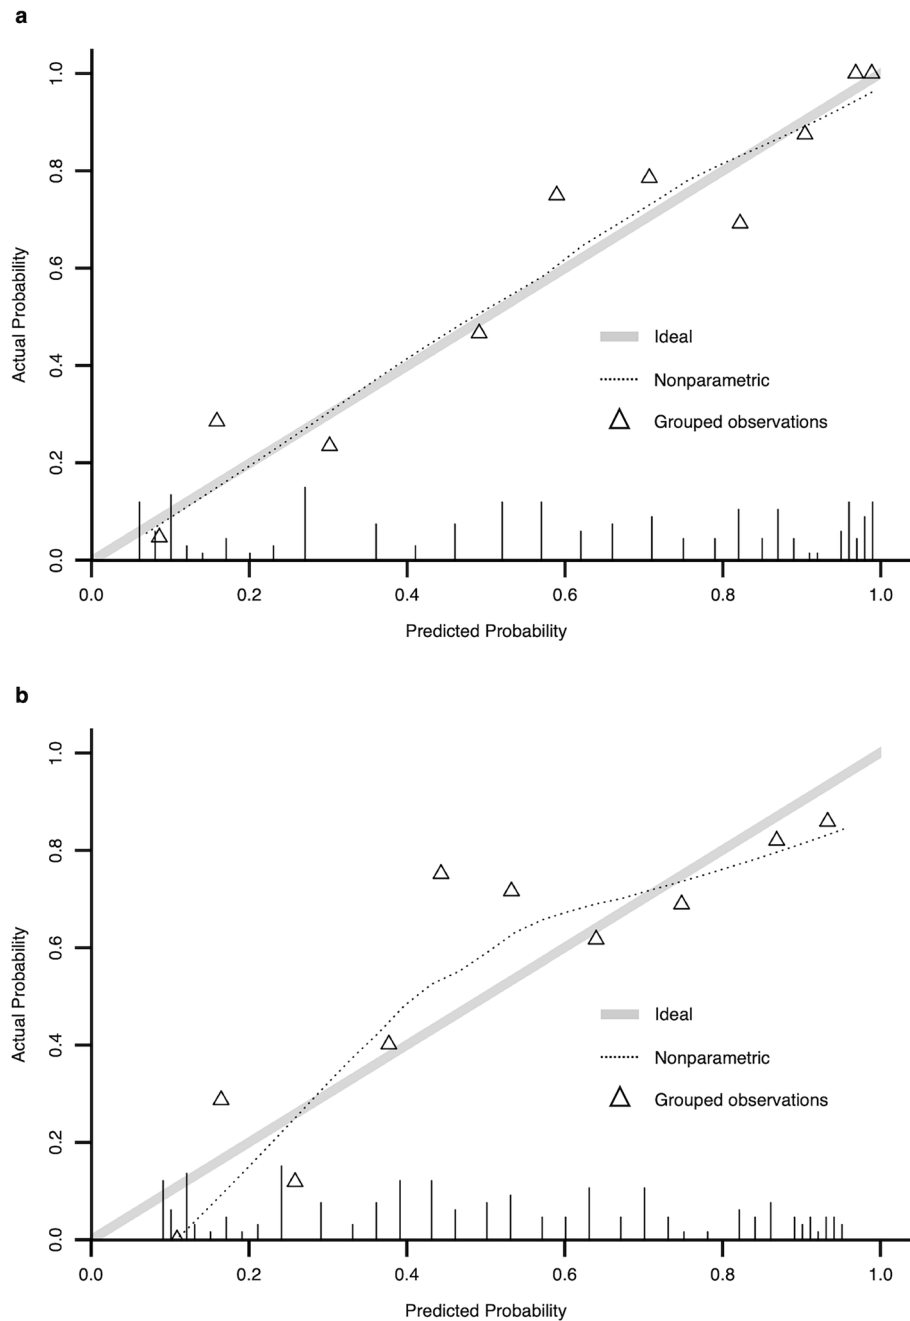 a
1.0
0.8
0.6
0.4
0.2
0.0
Actual Probability
Ideal
Nonparametric
Grouped observations
0.0 0.2 0.4 0.6 0.8 1.0
Predicted Probability
b
1.0
0.8
0.6
0.4
0.2
0.0
Actual Probability
Ideal
Nonparametric
Grouped observations
0.0 0.2 0.4 0.6 0.8 1.0
Predicted Probability